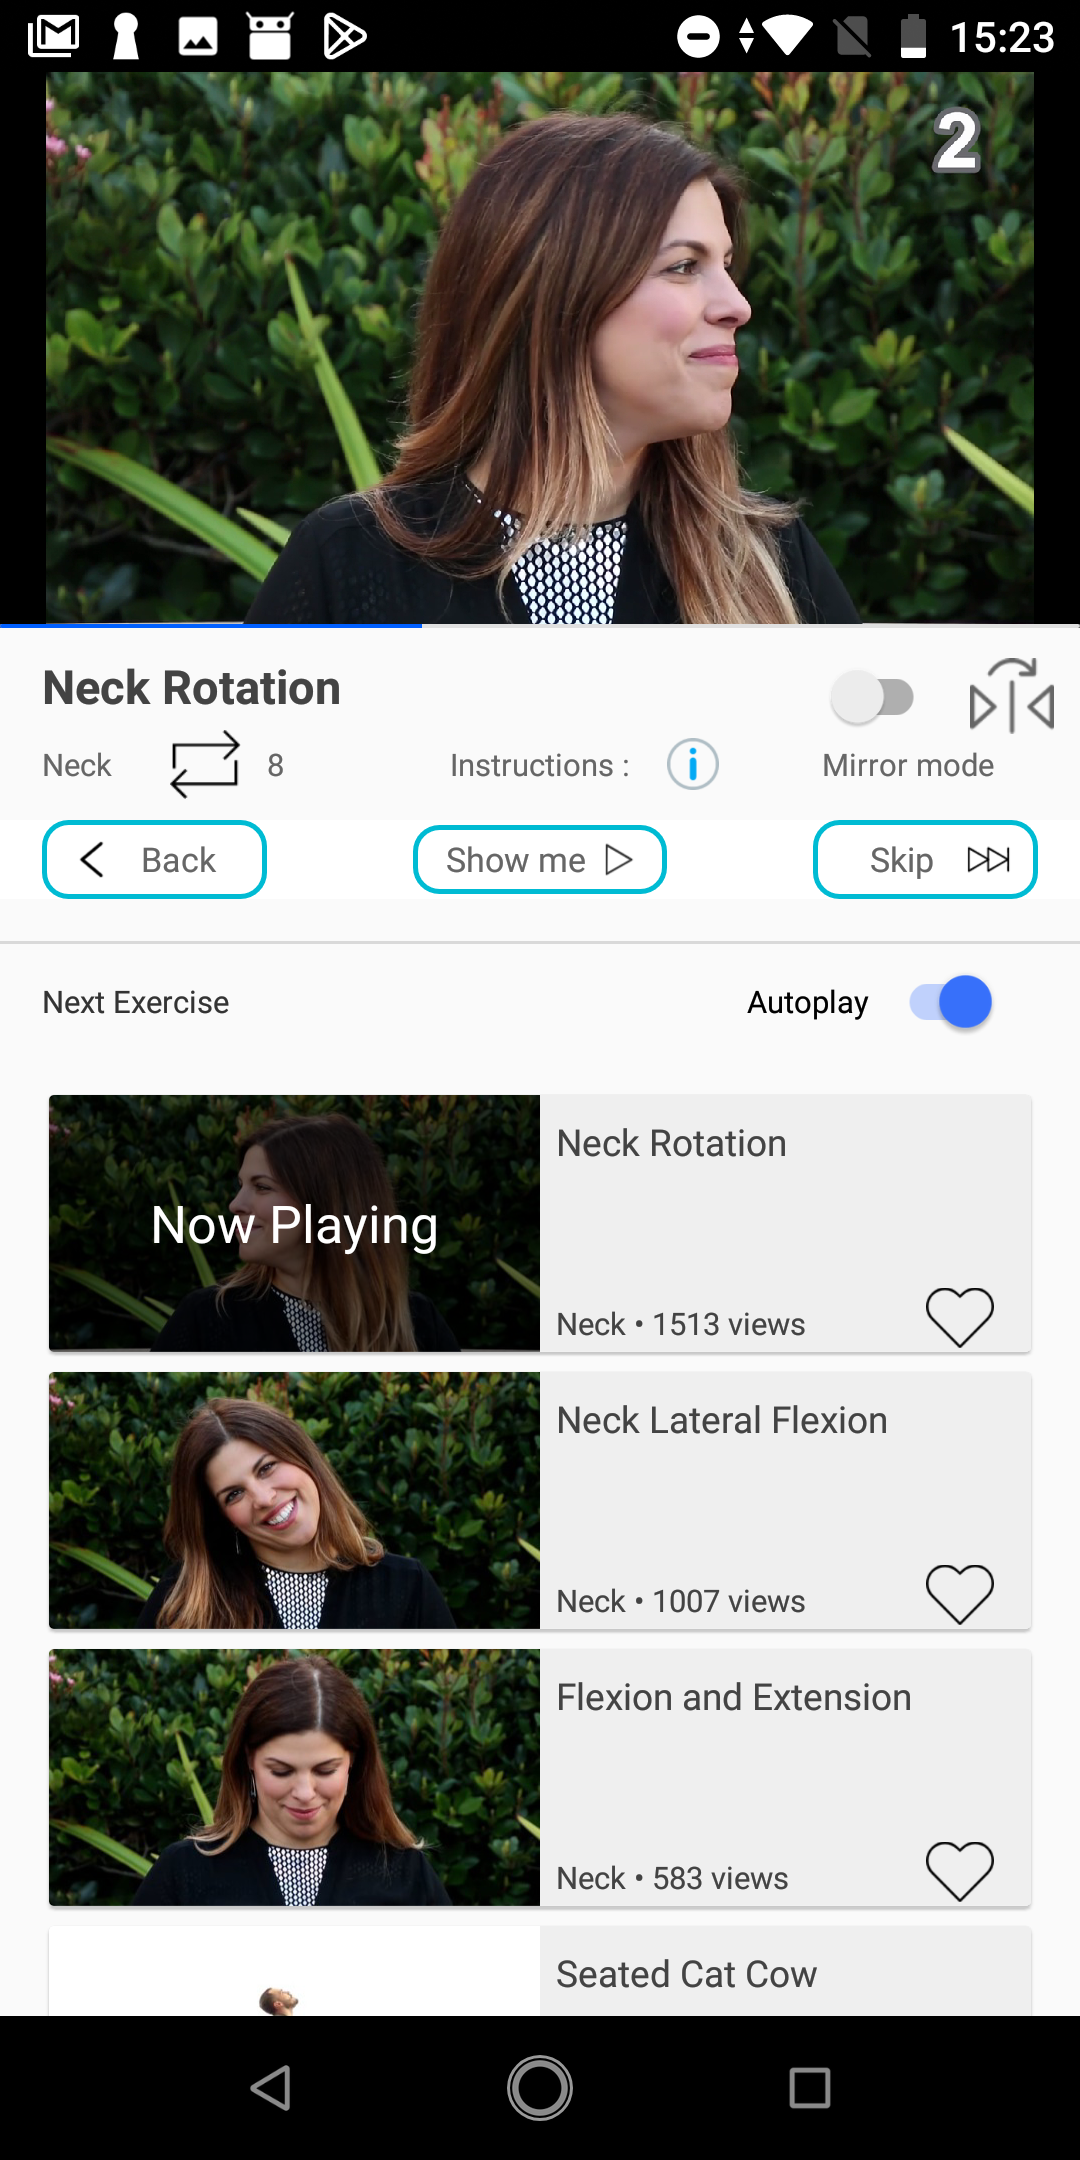 15:23
2
Neck Rotation
Neck 8 Instructions : i Mirror mode
Back Show me Skip
Next Exercise Autoplay
Now Playing
Neck Rotation
Neck • 1513 views
Neck Lateral Flexion
Neck • 1007 views
Flexion and Extension
Neck • 583 views
Seated Cat Cow